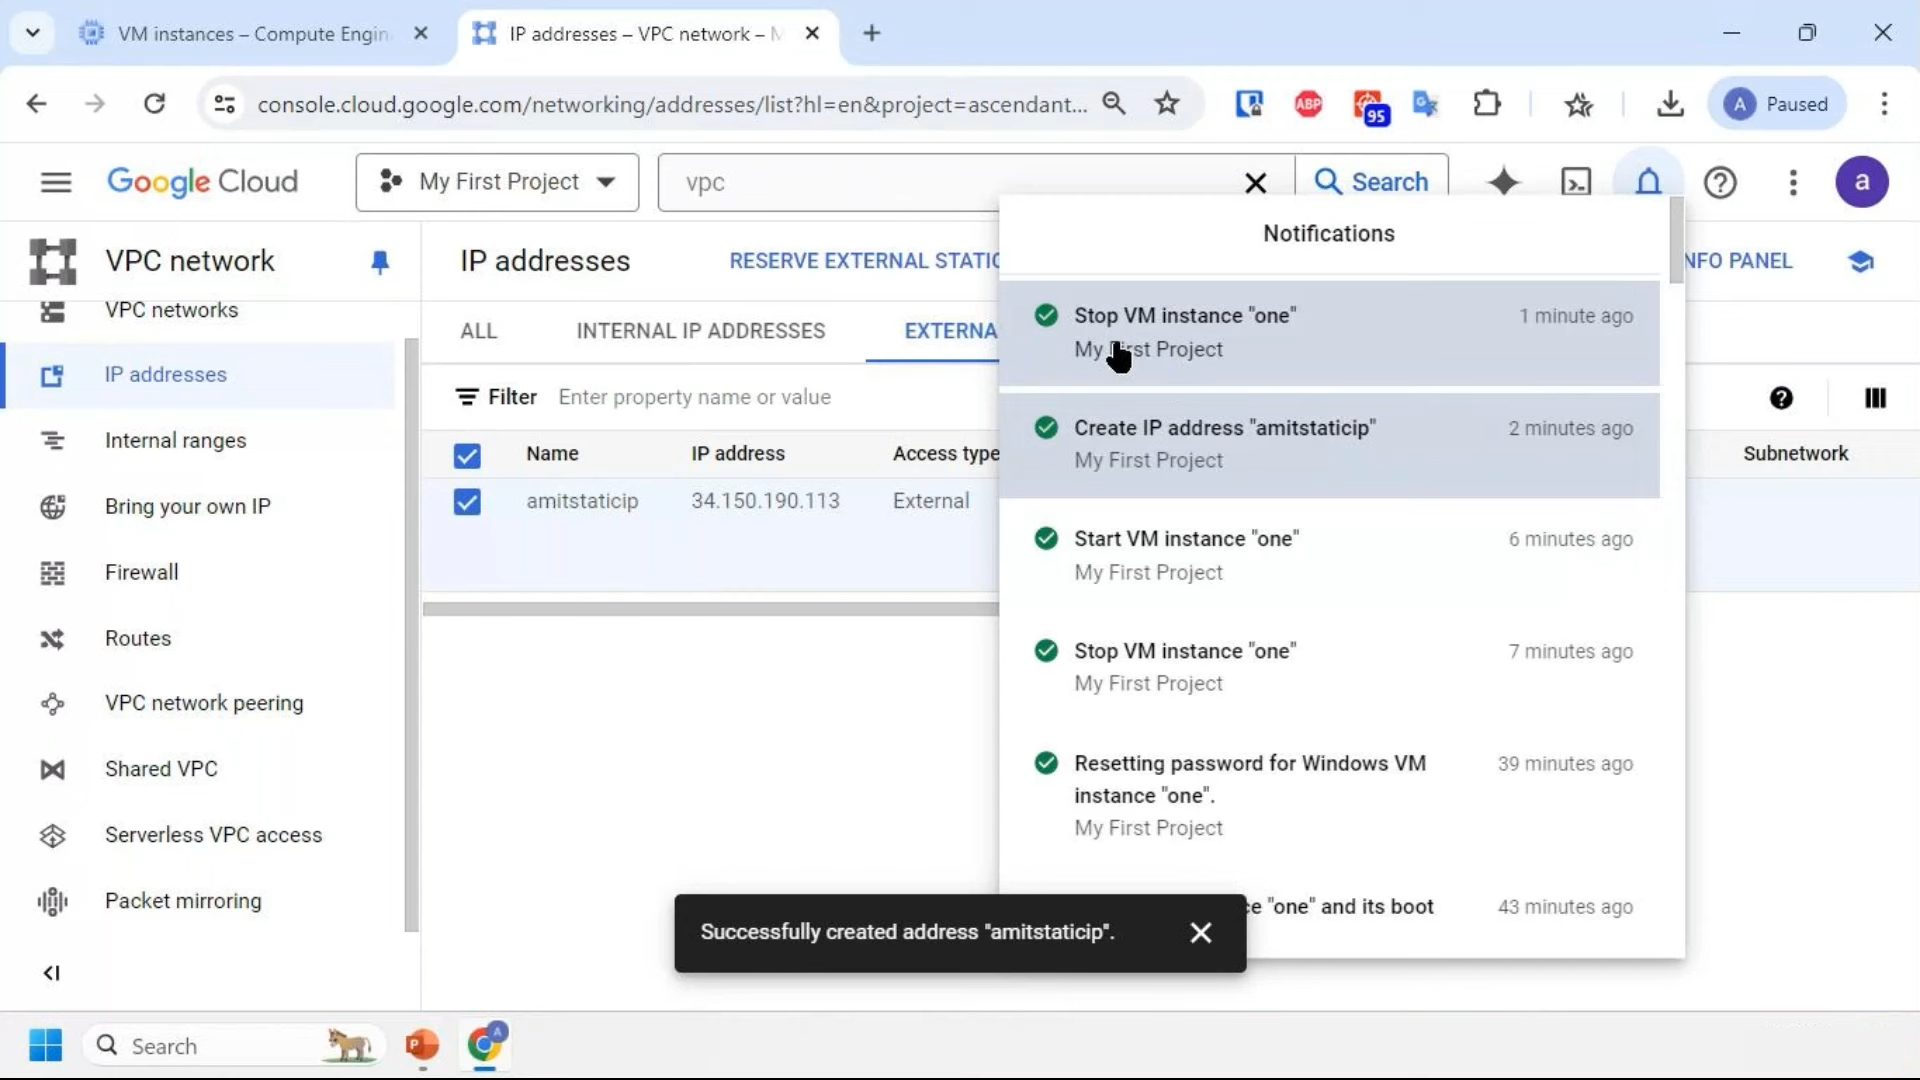 VM instances – Compute Engin
IP addresses – VPC network – M
console.cloud.google.com/networking/addresses/list?hl=en&project=ascendant...
ABP
95
A
Paused
Google Cloud
My First Project
vpc
Search
a
VPC network
IP addresses
RESERVE EXTERNAL STATIC
NFO PANEL
Notifications
VPC networks
IP addresses
Internal ranges
Bring your own IP
Firewall
Routes
VPC network peering
Shared VPC
Serverless VPC access
Packet mirroring
ALL
INTERNAL IP ADDRESSES
EXTERNA
Filter
Enter property name or value
Name
IP address
Access type
Subnetwork
amitstaticip
34.150.190.113
External
Stop VM instance "one"
1 minute ago
My First Project
Create IP address "amitstaticip"
2 minutes ago
My First Project
Start VM instance "one"
6 minutes ago
My First Project
Stop VM instance "one"
7 minutes ago
My First Project
Resetting password for Windows VM
instance "one".
39 minutes ago
My First Project
ce "one" and its boot
43 minutes ago
Successfully created address "amitstaticip".
Search
P
A